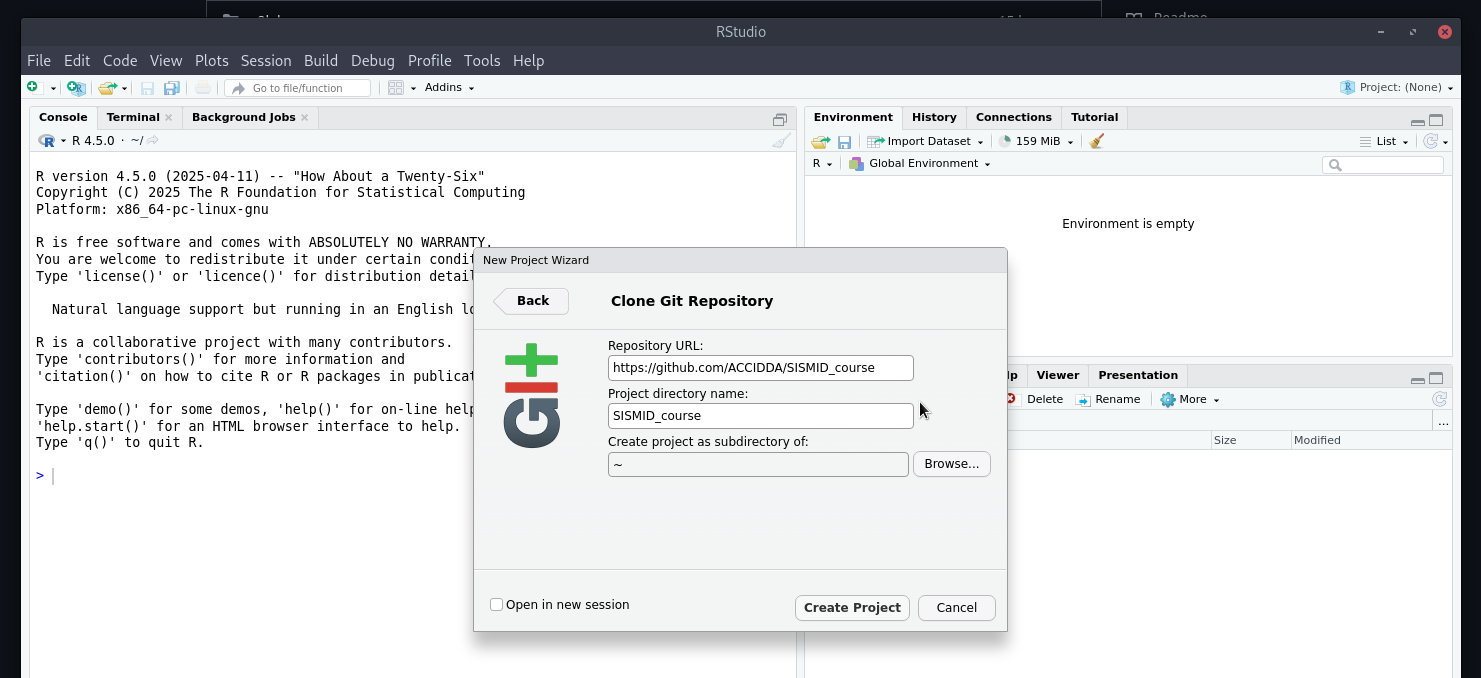 Readme
RStudio
File Edit Code View Plots Session Build Debug Profile Tools Help
Go to file/function
Addins
Project: (None)
Console Terminal Background Jobs
R 4.5.0 · ~/
R version 4.5.0 (2025-04-11) -- "How About a Twenty-Six"
Copyright (C) 2025 The R Foundation for Statistical Computing
Platform: x86_64-pc-linux-gnu
R is free software and comes with ABSOLUTELY NO WARRANTY.
You are welcome to redistribute it under certain condit
Type 'license()' or 'licence()' for distribution detail
Natural language support but running in an English lo
R is a collaborative project with many contributors.
Type 'contributors()' for more information and
'citation()' on how to cite R or R packages in publicat
Type 'demo()' for some demos, 'help()' for on-line help
'help.start()' for an HTML browser interface to help.
Type 'q()' to quit R.
>
Environment History Connections Tutorial
Import Dataset 159 MiB List
R Global Environment
Environment is empty
New Project Wizard
Back
Clone Git Repository
GIt
Repository URL:
https://github.com/ACCIDDA/SISMID_course
Project directory name:
SISMID_course
Create project as subdirectory of:
~
Browse...
Open in new session
Create Project
Cancel
lp Viewer Presentation
Delete Rename More
...
Size Modified